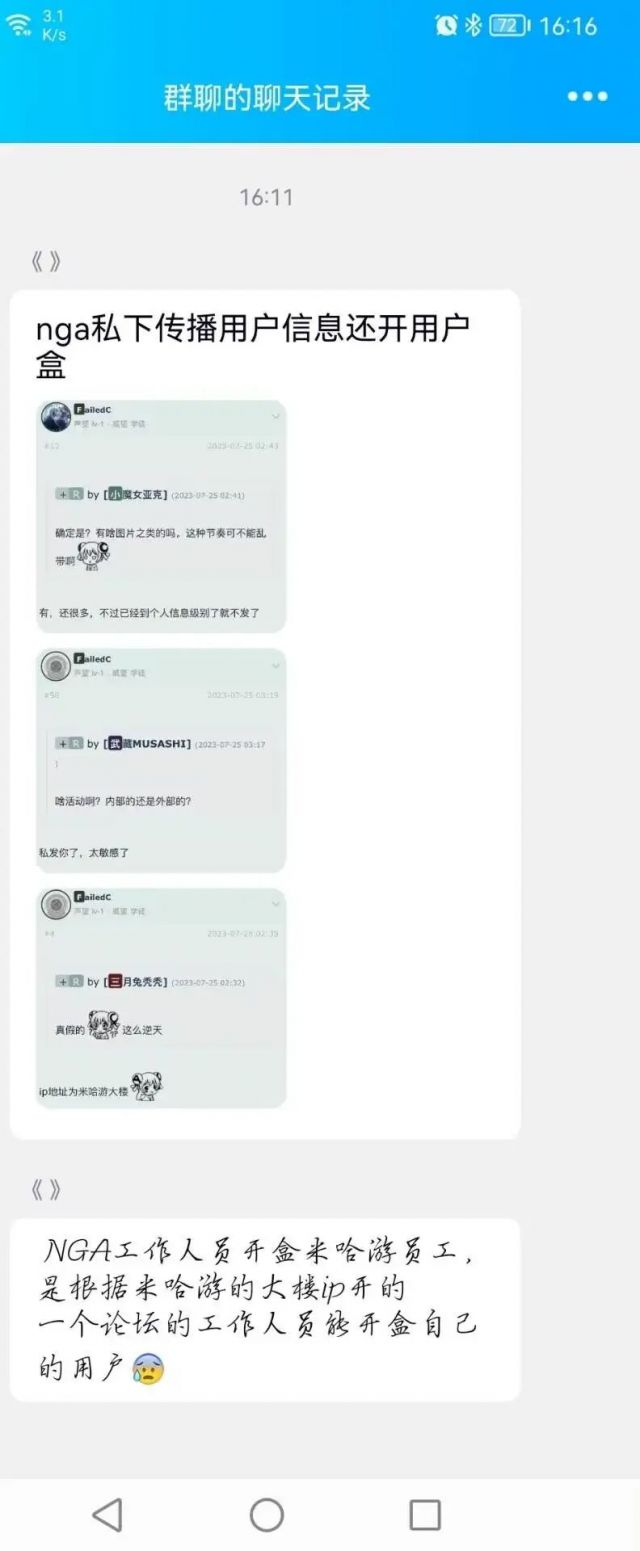 3.1
K/s
72
16:16
群聊的聊天记录
16:11
《 》
nga私下传播用户信息还开用户
盒
FailedC
声望 lv-1 · 威望 学徒
#12
2023-07-25 02:43
+ R by [小魔女亚克] (2023-07-25 02:41)
确定是？有啥图片之类的吗，这种节奏可不能乱
带啊
有，还很多，不过已经到个人信息级别了就不发了
FailedC
声望 lv-1 · 威望 学徒
#58
2023-07-25 03:19
+ R by [武藏MUSASHI] (2023-07-25 03:17
)
啥活动啊？内部的还是外部的？
私发你了，太敏感了
FailedC
声望 lv-1 · 威望 学徒
2023-07-25 02:35
+ R by [三月兔秃秃] (2023-07-25 02:32)
真假的 这么逆天
ip地址为米哈游大楼
《 》
NGA工作人员开盒米哈游员工，
是根据米哈游的大楼ip开的
一个论坛的工作人员能开盒自己
的用户😰